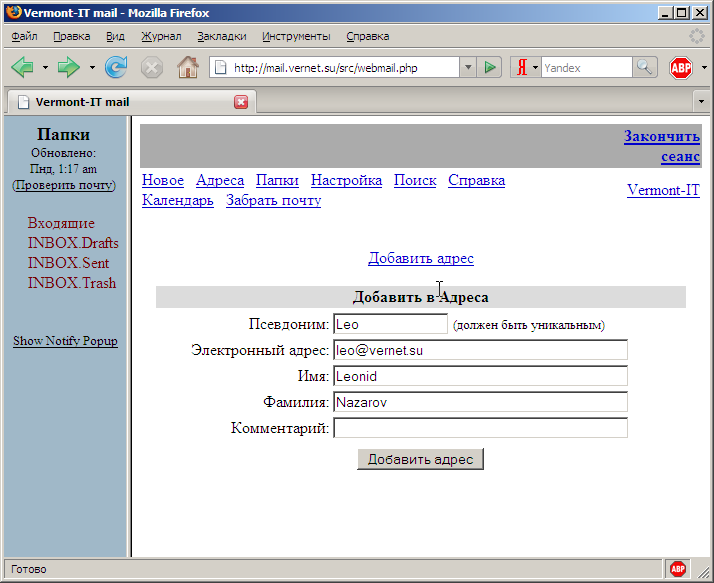 Vermont-IT mail - Mozilla Firefox
Файл Правка Вид Журнал Закладки Инструменты Справка
http://mail.vernet.su/src/webmail.php Я Yandex ABP
Vermont-IT mail
Папки
Обновлено:
Пнд, 1:17 am
(Проверить почту)
Входящие
INBOX.Drafts
INBOX.Sent
INBOX.Trash
Show Notify Popup
Закончить
сеанс
Новое Адреса Папки Настройка Поиск Справка
Календарь Забрать почту
Vermont-IT
Добавить адрес
Добавить в Адреса
Псевдоним: Leo (должен быть уникальным)
Электронный адрес: leo@vernet.su
Имя: Leonid
Фамилия: Nazarov
Комментарий:
Добавить адрес
Готово ABP